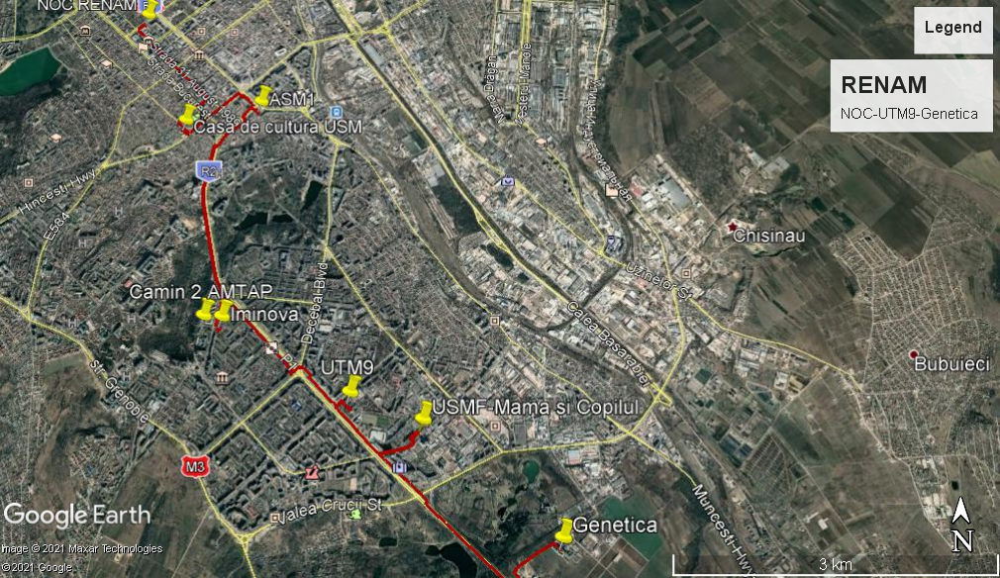 NOC RENAM
Legend
RENAM
NOC-UTM9-Genetica
ASM1
Casa de cultura USM
R2
Hincesti Hwy
E584
Chisinau
Uzinelor St
Camin 2 AMTAP
Iminova
Decebal Blvd
Calea Basarabiei
Bubuieci
str. Grenoble
UTM9
USMF-Mama si Copilul
M3
Valea Crucii St
Muncesti Hwy
Genetica
Google Earth
Image © 2021 Maxar Technologies
© 2021 Google
3 km
N